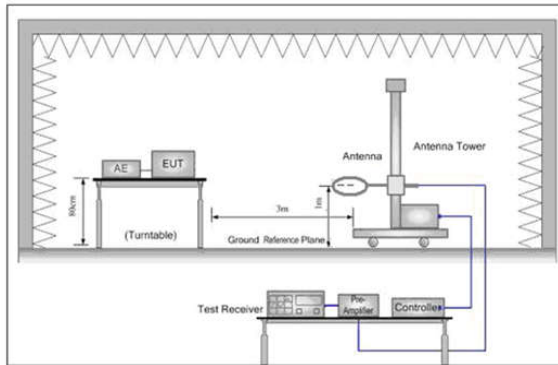 AE
EUT
80cm
(Turntable)
3m
1m
Ground Reference Plane
Antenna
Antenna Tower
Test Receiver
Pre-
Amplifier
Controller